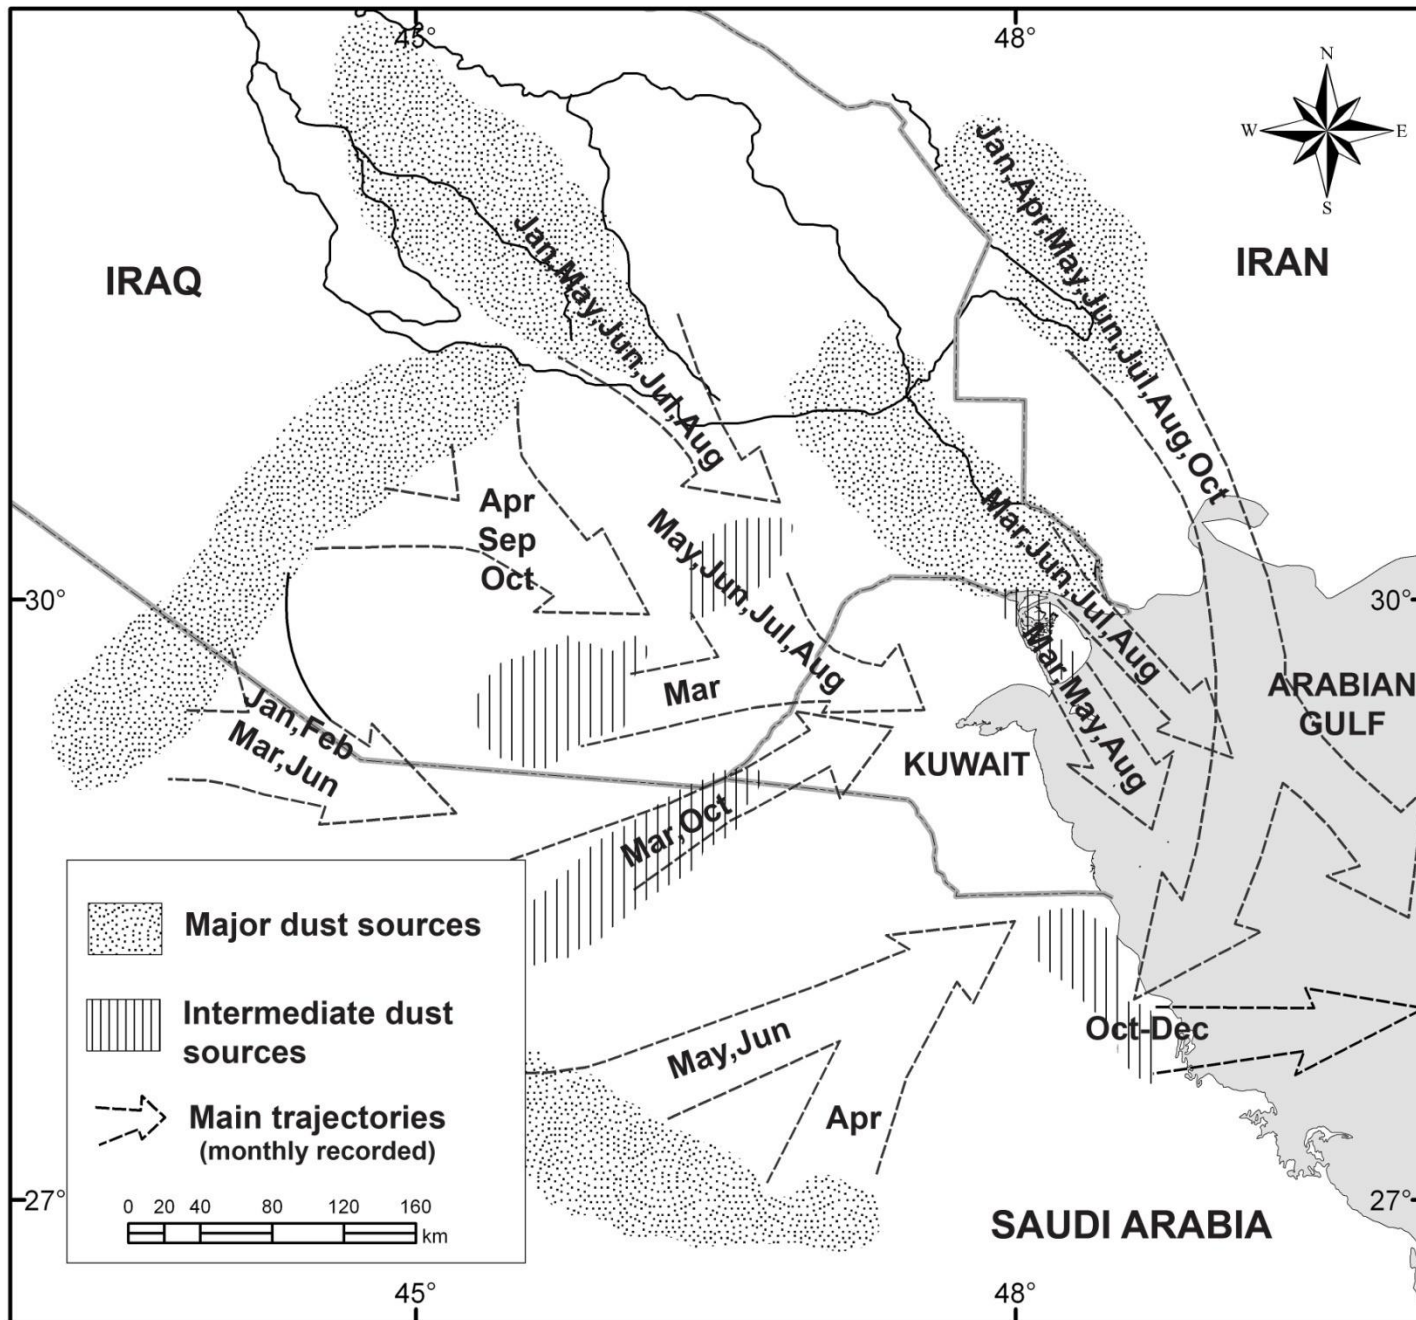 45°
48°
N
W
E
S
Jan,Apr,May,Jun,Jul,Aug,Oct
IRAN
IRAQ
Jan,May,Jun,Jul,Aug
Apr
Sep
Oct
May,Jun,Jul,Aug
Mar,Jun,Jul,Aug
30°
30°
Mar,May,Aug
Mar
Jan,Feb
Mar,Jun
ARABIAN
GULF
KUWAIT
Mar,Oct
Major dust sources
Intermediate dust
sources
Main trajectories
(monthly recorded)
0 20 40 80 120 160
km
May,Jun
Apr
Oct-Dec
27°
27°
SAUDI ARABIA
45°
48°